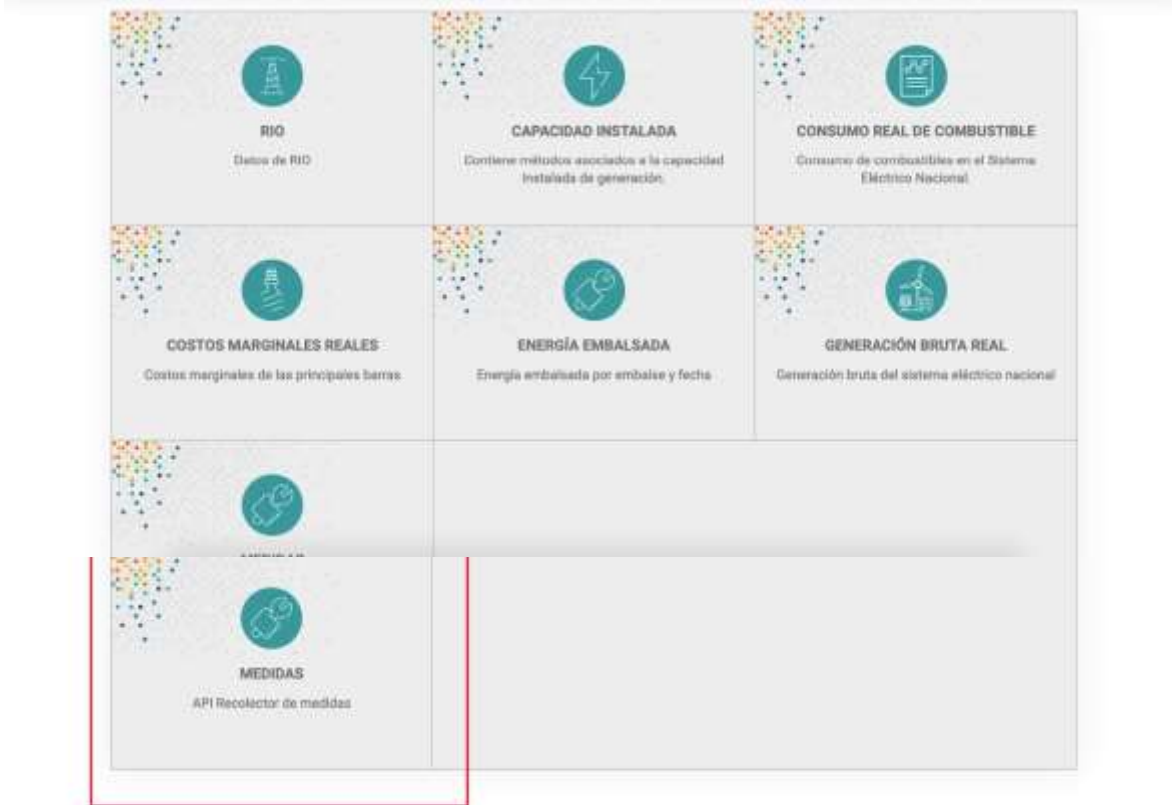 RIO
Datos de RIO
CAPACIDAD INSTALADA
Contiene métodos asociados a la capacidad
Instalada de generación.
CONSUMO REAL DE COMBUSTIBLE
Consumo de combustibles en el Sistema
Eléctrico Nacional
COSTOS MARGINALES REALES
Costos marginales de las principales barras
ENERGÍA EMBALSADA
Energía embalsada por embalse y fecha
GENERACIÓN BRUTA REAL
Generación bruta del sistema eléctrico nacional
MEDIDAS
API Recolector de medidas